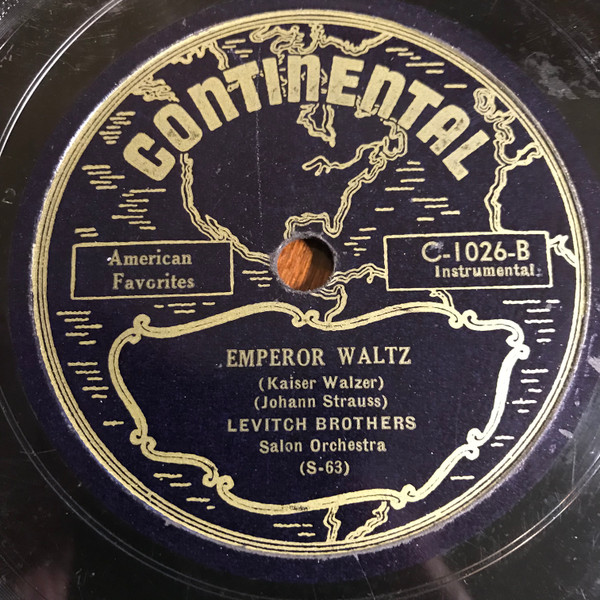 CONTINENTAL
American
Favorites
C-1026-B
Instrumental
EMPEROR WALTZ
(Kaiser Walzer)
(Johann Strauss)
LEVITCH BROTHERS
Salon Orchestra
(S-63)